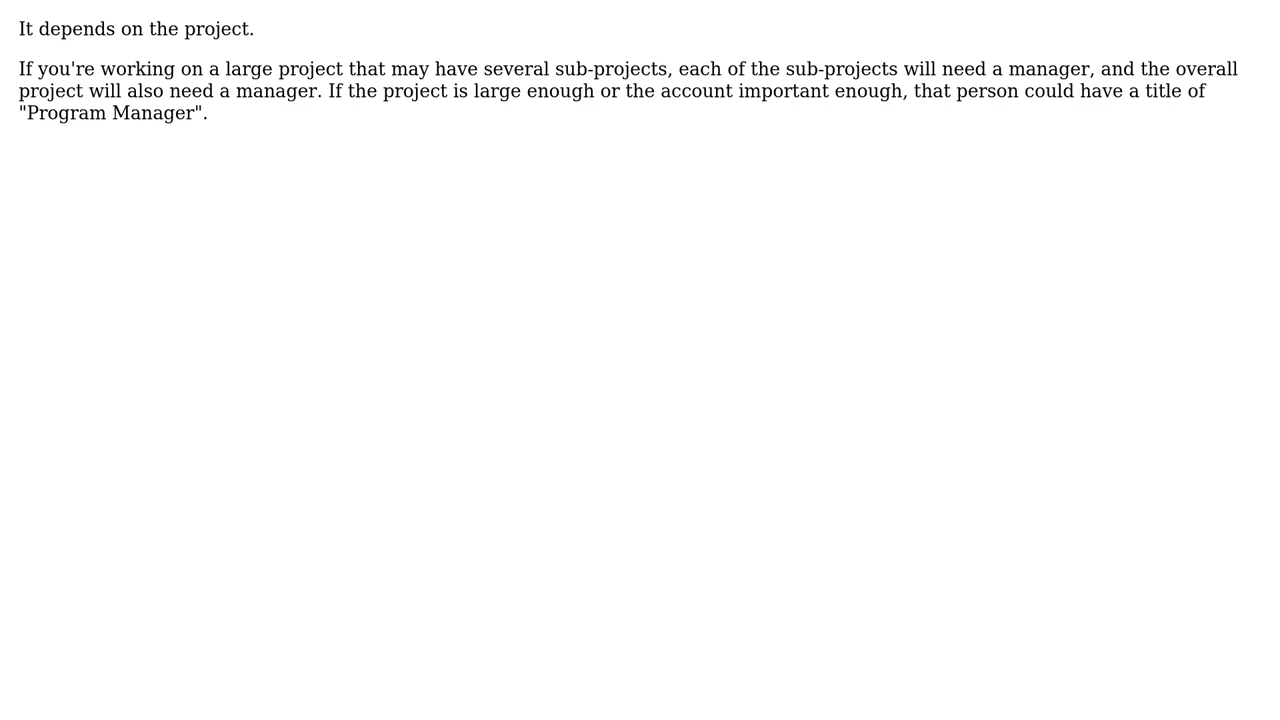 It depends on the project.
If you're working on a large project that may have several sub-projects, each of the sub-projects will need a manager, and the overall
project will also need a manager. If the project is large enough or the account important enough, that person could have a title of
"Program Manager".